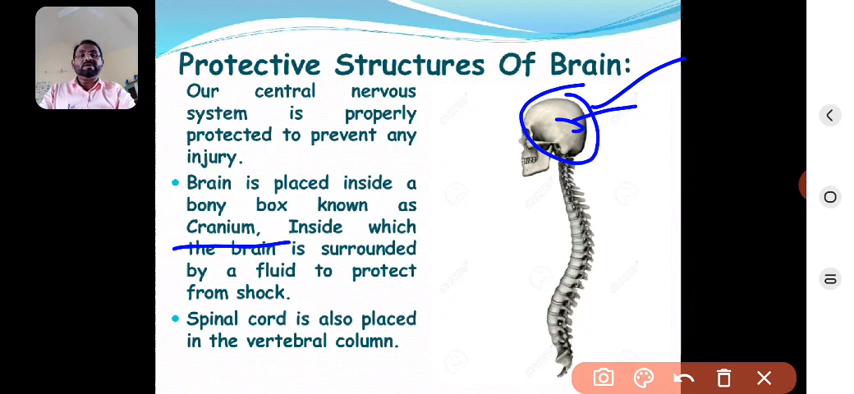 Protective Structures Of Brain:
Our central nervous
system is properly
protected to prevent any
injury.
• Brain is placed inside a
bony box known as
Cranium, Inside which
the brain is surrounded
by a fluid to protect
from shock.
• Spinal cord is also placed
in the vertebral column.